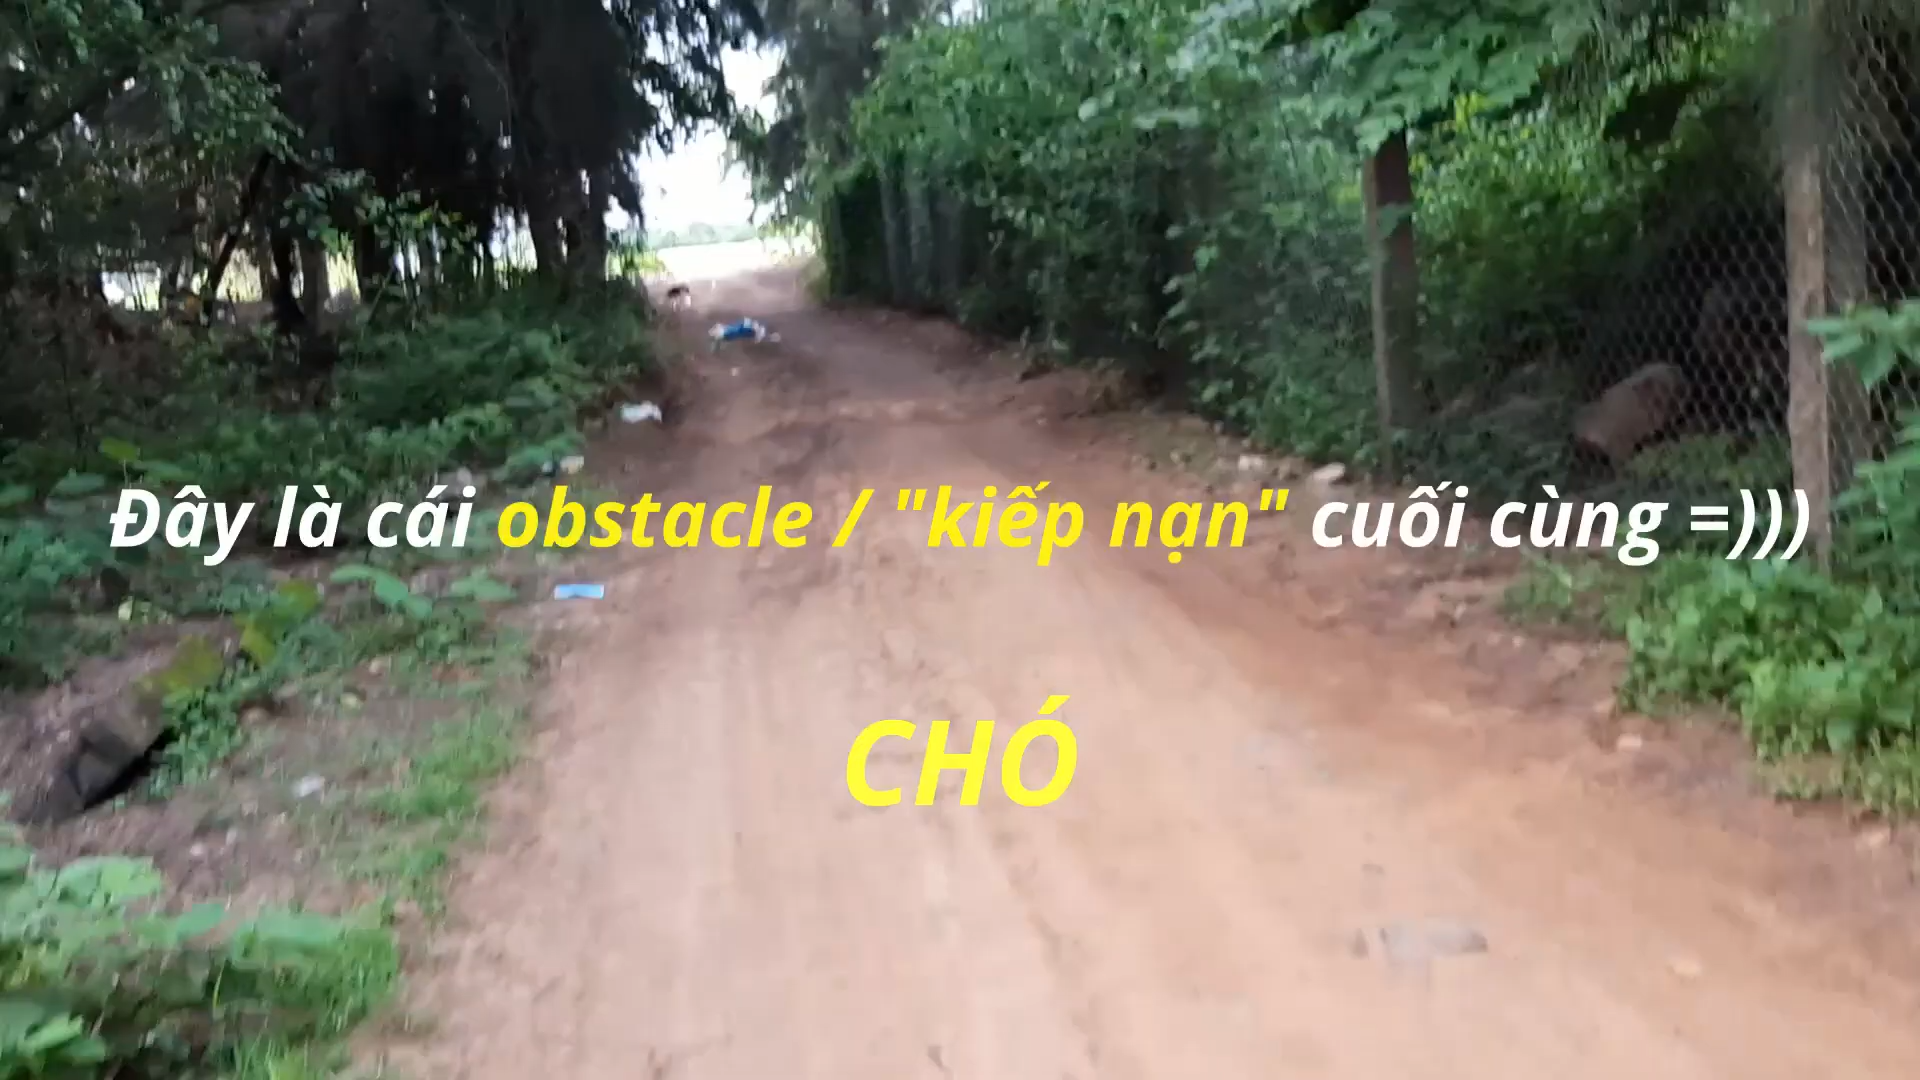 Đây là cái obstacle / "kiếp nạn" cuối cùng =)))
CHÓ